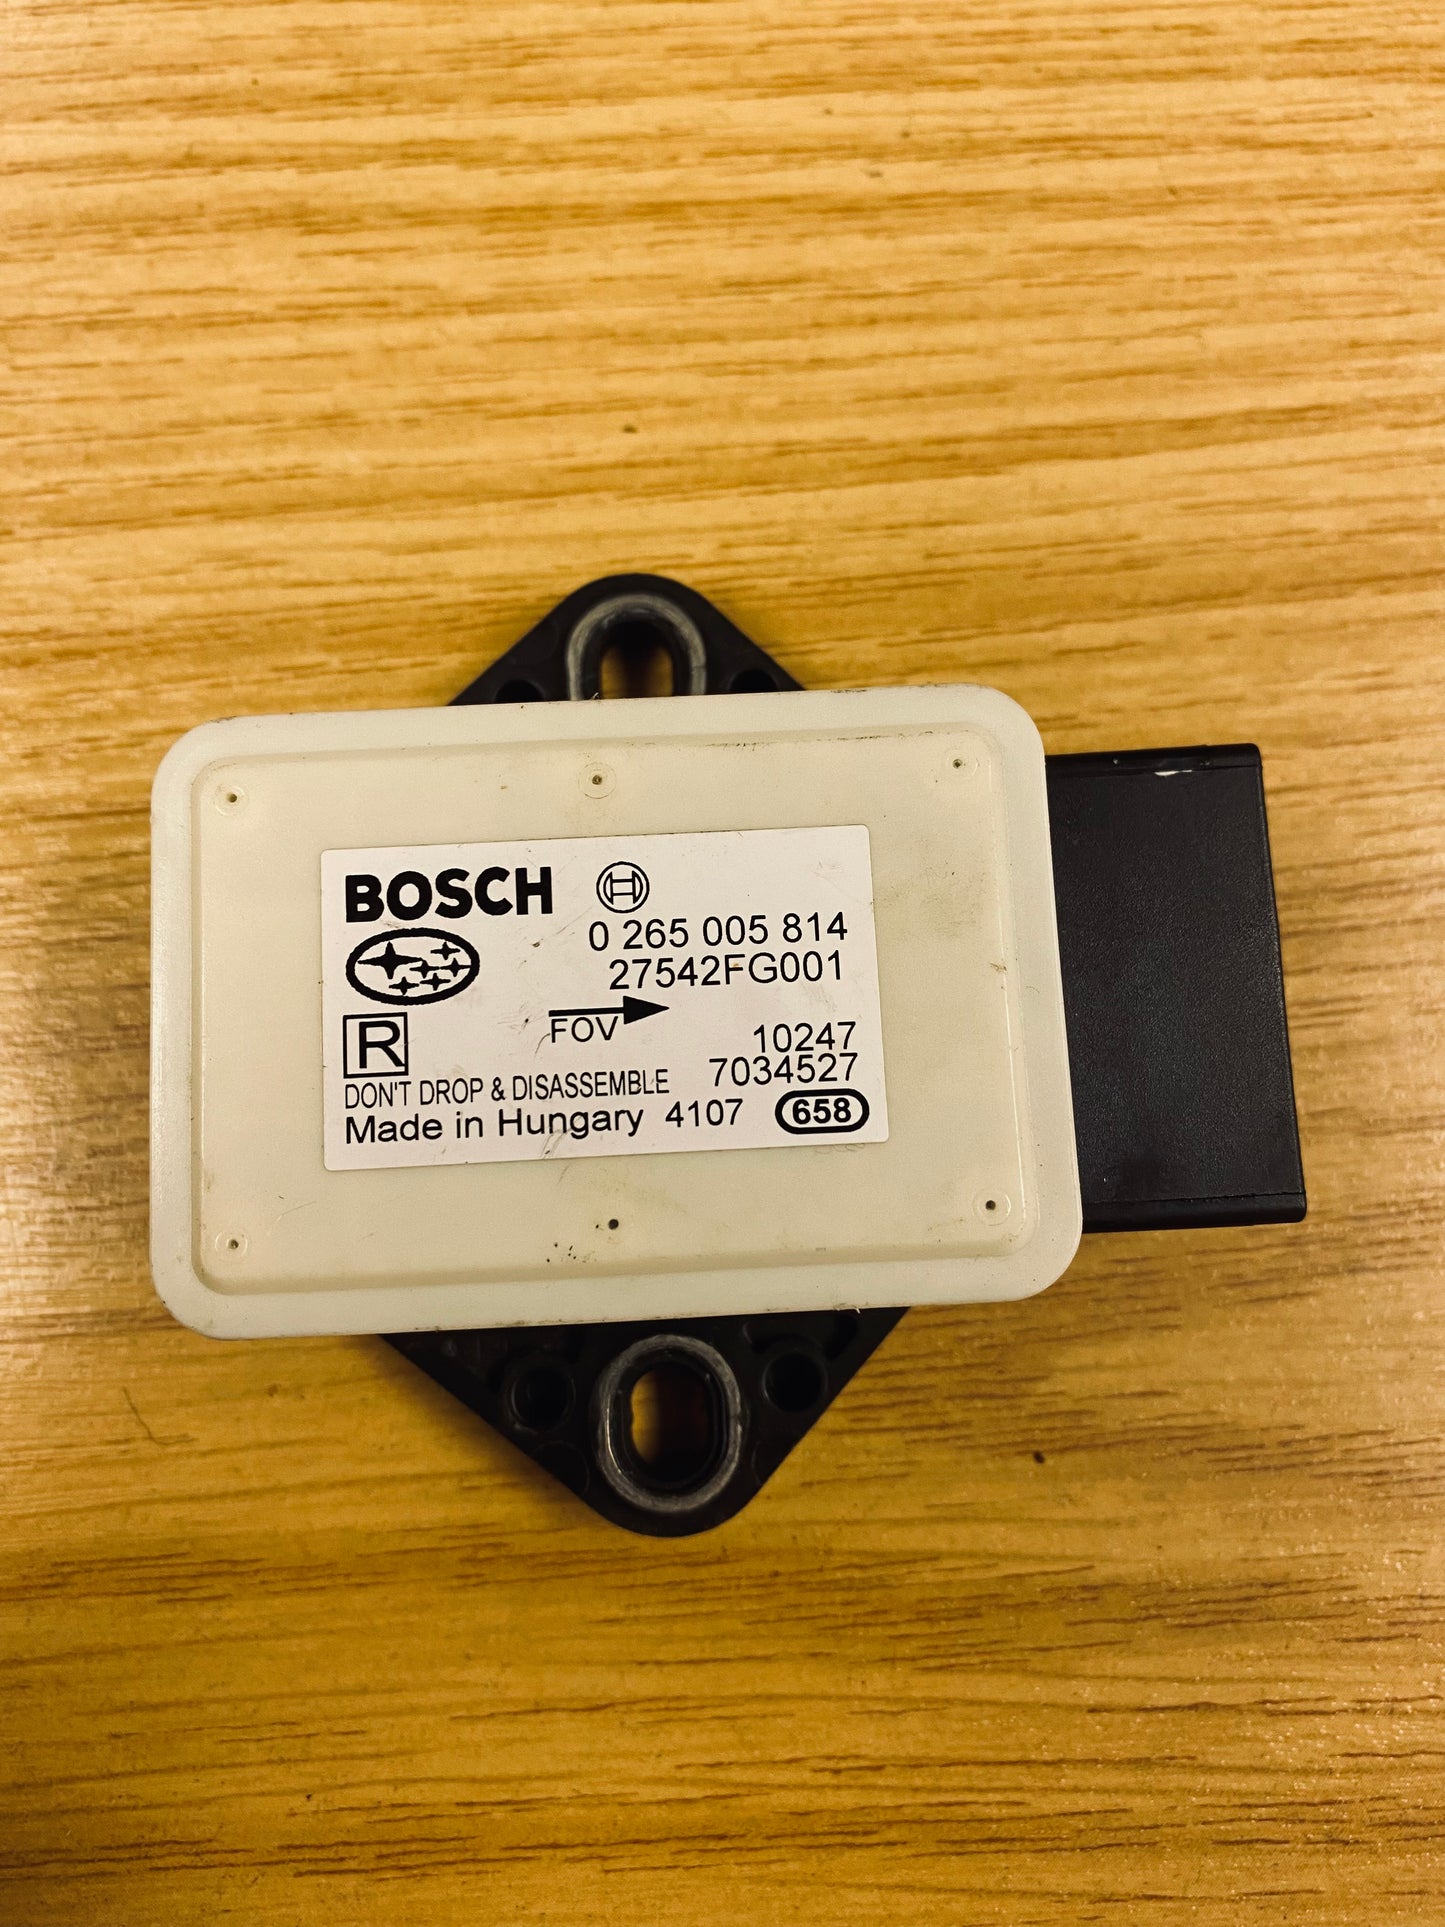 BOSCH
0 265 005 814
27542FG001
FOV
R
10247
7034527
DON'T DROP & DISASSEMBLE
Made in Hungary 4107 658